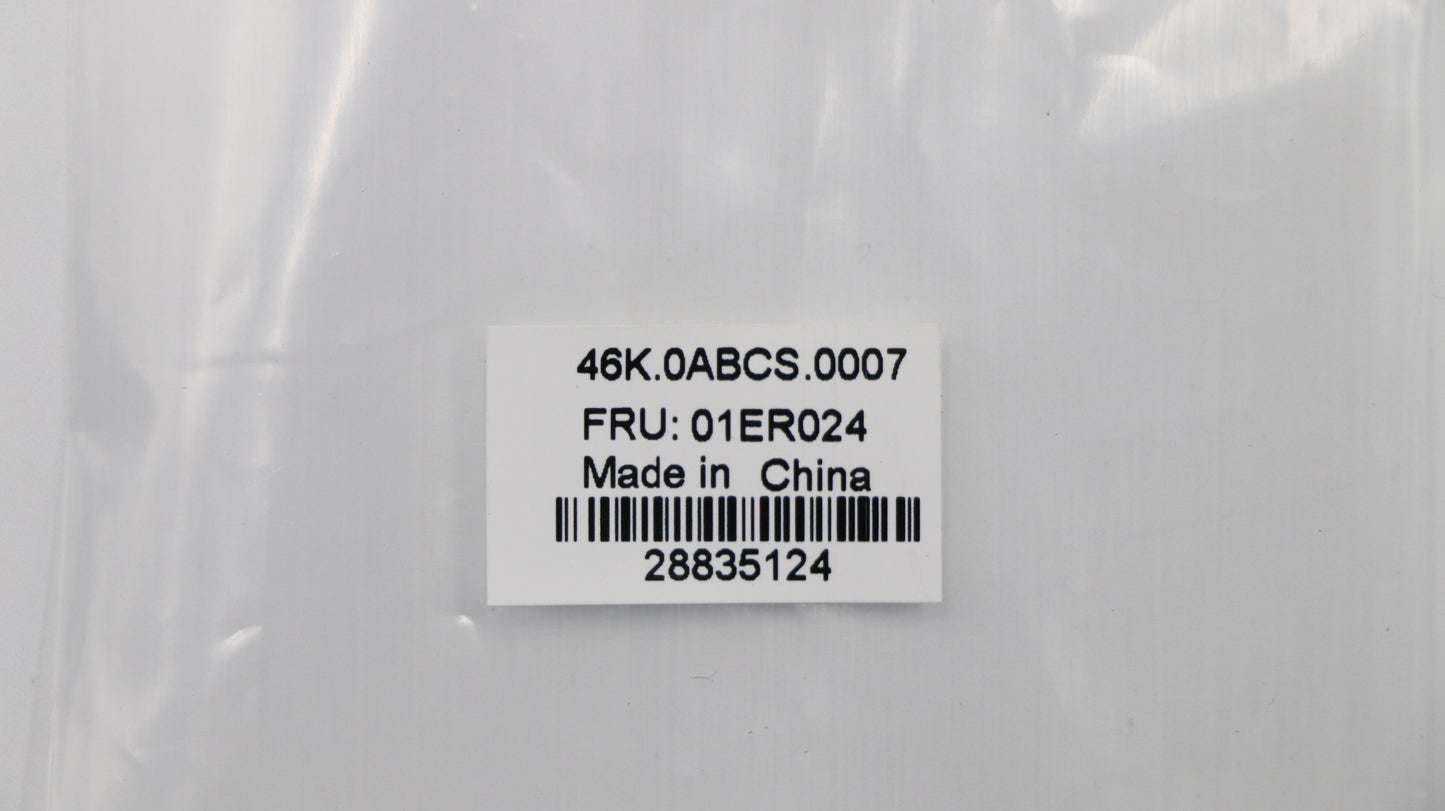 46K.0ABCS.0007
FRU: 01ER024
Made in China
28835124